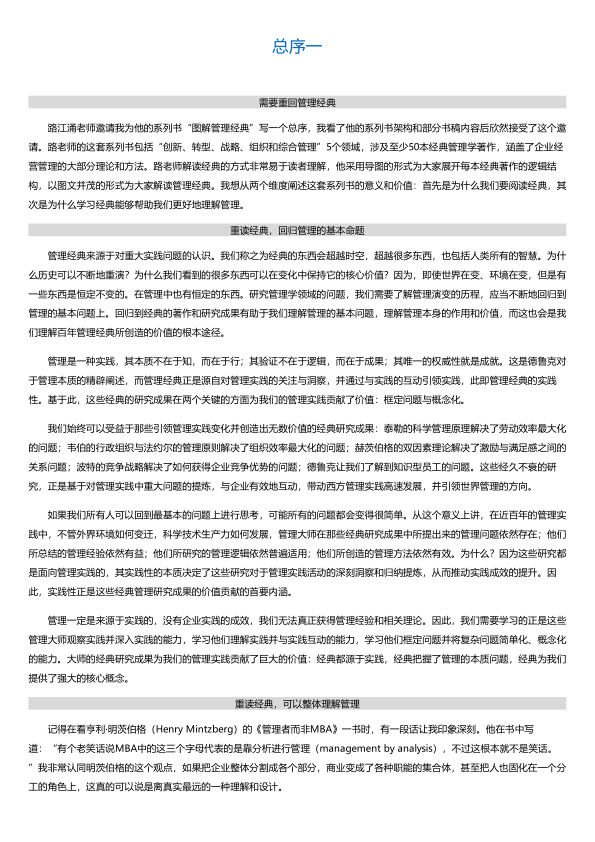 总序一
需要重回管理经典
路江涌老师邀请我为他的系列书“图解管理经典”写一个总序，我看了他的系列书架构和部分书稿内容后欣然接受了这个邀
请。路老师的这套系列书包括“创新、转型、战略、组织和综合管理”5个领域，涉及至少50本经典管理学著作，涵盖了企业经
营管理的大部分理论和方法。路老师解读经典的方式非常易于读者理解，他采用导图的形式为大家展开每本经典著作的逻辑结
构，以图文并茂的形式为大家解读管理经典。我想从两个维度阐述这套系列书的意义和价值：首先是为什么我们要阅读经典，其
次是为什么学习经典能够帮助我们更好地理解管理。
重读经典，回归管理的基本命题
管理经典来源于对重大实践问题的认识。我们称之为经典的东西会超越时空，超越很多东西，也包括人类所有的智慧。为什
么历史可以不断地重演？为什么我们看到的很多东西可以在变化中保持它的核心价值？因为，即使世界在变、环境在变，但是有
一些东西是恒定不变的。在管理中也有恒定的东西。研究管理学领域的问题，我们需要了解管理演变的历程，应当不断地回归到
管理的基本问题上。回归到经典的著作和研究成果有助于我们理解管理的基本问题，理解管理本身的作用和价值，而这也会是我
们理解百年管理经典所创造的价值的根本途径。
管理是一种实践，其本质不在于知，而在于行；其验证不在于逻辑，而在于成果；其唯一的权威性就是成就。这是德鲁克对
于管理本质的精辟阐述，而管理经典正是源自对管理实践的关注与洞察，并通过与实践的互动引领实践，此即管理经典的实践
性。基于此，这些经典的研究成果在两个关键的方面为我们的管理实践贡献了价值：框定问题与概念化。
我们始终可以受益于那些引领管理实践变化并创造出无数价值的经典研究成果：泰勒的科学管理原理解决了劳动效率最大化
的问题；韦伯的行政组织与法约尔的管理原则解决了组织效率最大化的问题；赫茨伯格的双因素理论解决了激励与满足感之间的
关系问题；波特的竞争战略解决了如何获得企业竞争优势的问题；德鲁克让我们了解到知识型员工的问题。这些经久不衰的研
究，正是基于对管理实践中重大问题的提炼，与企业有效地互动，带动西方管理实践高速发展，并引领世界管理的方向。
如果我们所有人可以回到最基本的问题上进行思考，可能所有的问题都会变得很简单。从这个意义上讲，在近百年的管理实
践中，不管外界环境如何变迁，科学技术生产力如何发展，管理大师在那些经典研究成果中所提出来的管理问题依然存在；他们
所总结的管理经验依然有益；他们所研究的管理逻辑依然普遍适用；他们所创造的管理方法依然有效。为什么？因为这些研究都
是面向管理实践的，其实践性的本质决定了这些研究对于管理实践活动的深刻洞察和归纳提炼，从而推动实践成效的提升。因
此，实践性正是这些经典管理研究成果的价值贡献的首要内涵。
管理一定是来源于实践的，没有企业实践的成效，我们无法真正获得管理经验和相关理论。因此，我们需要学习的正是这些
管理大师观察实践并深入实践的能力，学习他们理解实践并与实践互动的能力，学习他们框定问题并将复杂问题简单化、概念化
的能力。大师的经典研究成果为我们的管理实践贡献了巨大的价值：经典都源于实践，经典把握了管理的本质问题，经典为我们
提供了强大的核心概念。
重读经典，可以整体理解管理
记得在看亨利·明茨伯格（Henry Mintzberg）的《管理者而非MBA》一书时，有一段话让我印象深刻。他在书中写
道：“有个老笑话说MBA中的这三个字母代表的是靠分析进行管理（management by analysis），不过这根本就不是笑话。
”我非常认同明茨伯格的这个观点，如果把企业整体分割成各个部分，商业变成了各种职能的集合体，甚至把人也固化在一个分
工的角色上，这真的可以说是离真实最远的一种理解和设计。